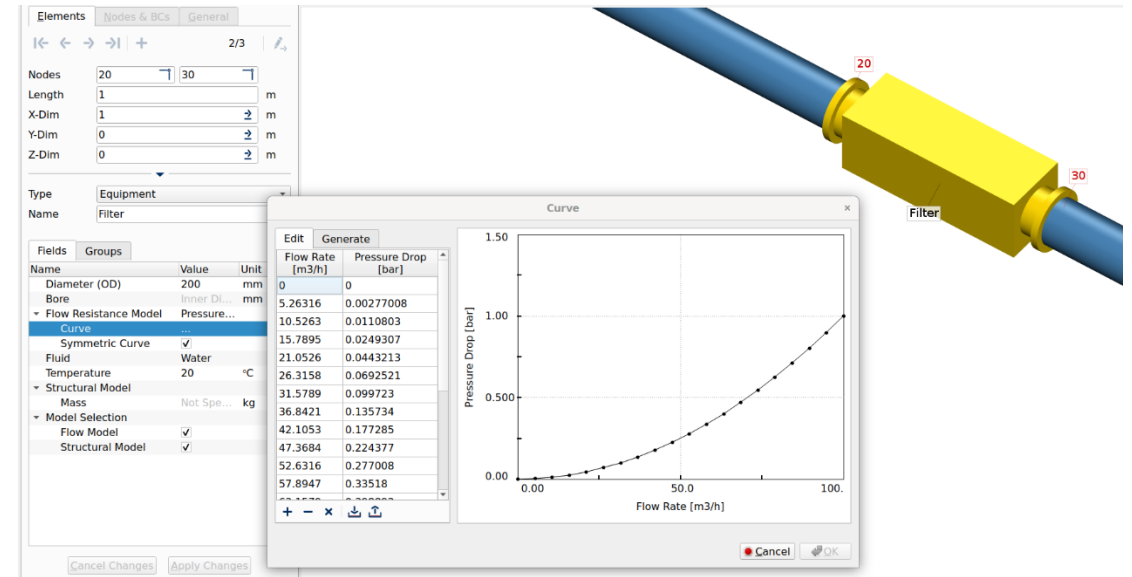 Elements Nodes & BCs General
2/3
Nodes 20 30
Length 1 m
X-Dim 1 m
Y-Dim 0 m
Z-Dim 0 m
Type Equipment
Name Filter
Fields Groups
Name Value Unit
Diameter (OD) 200 mm
Bore Inner Di... mm
Flow Resistance Model Pressure...
Curve ...
Symmetric Curve
Fluid Water
Temperature 20 °C
Structural Model
Mass Not Spe... kg
Model Selection
Flow Model
Structural Model
Cancel Changes Apply Changes
Curve ×
Edit Generate
Flow Rate Pressure Drop
[m3/h] [bar]
0 0
5.26316 0.00277008
10.5263 0.0110803
15.7895 0.0249307
21.0526 0.0443213
26.3158 0.0692521
31.5789 0.099723
36.8421 0.135734
42.1053 0.177285
47.3684 0.224377
52.6316 0.277008
57.8947 0.33518
1.50
1.00
0.500
0.00
Pressure Drop [bar]
0.00 50.0 100.
Flow Rate [m3/h]
Cancel OK
20
30
Filter